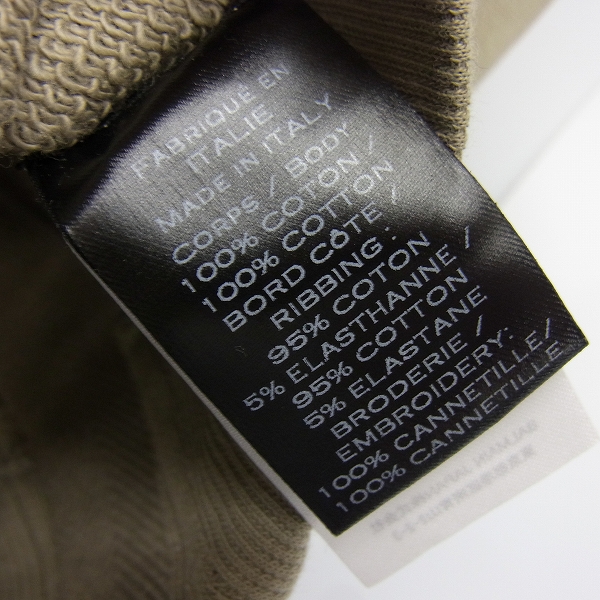 FABRIQUÉ EN
ITALIE
MADE IN ITALY
CORPS / BODY
100% COTON /
100% COTTON
BORD CÔTE /
RIBBING :
95% COTON
5% ELASTHANNE /
95% COTTON
5% ELASTANE
BRODERIE /
EMBROIDERY:
100% CANNETILLE/
100% CANNETILLE